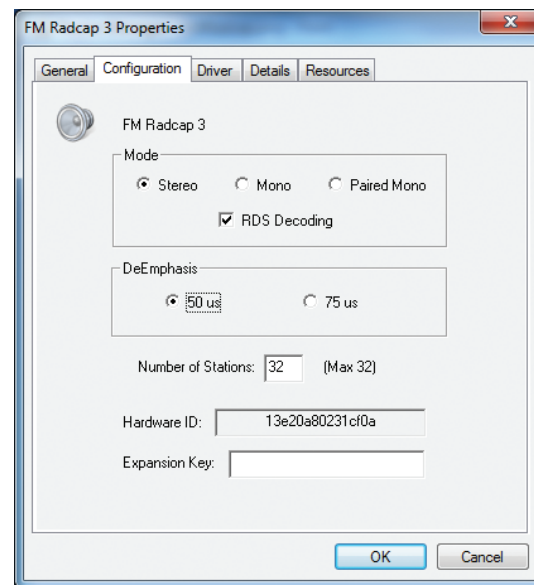 FM Radcap 3 Properties
General Configuration Driver Details Resources
FM Radcap 3
Mode
Stereo Mono Paired Mono
RDS Decoding
DeEmphasis
50 us 75 us
Number of Stations: 32 (Max 32)
Hardware ID: 13e20a80231cf0a
Expansion Key:
OK Cancel